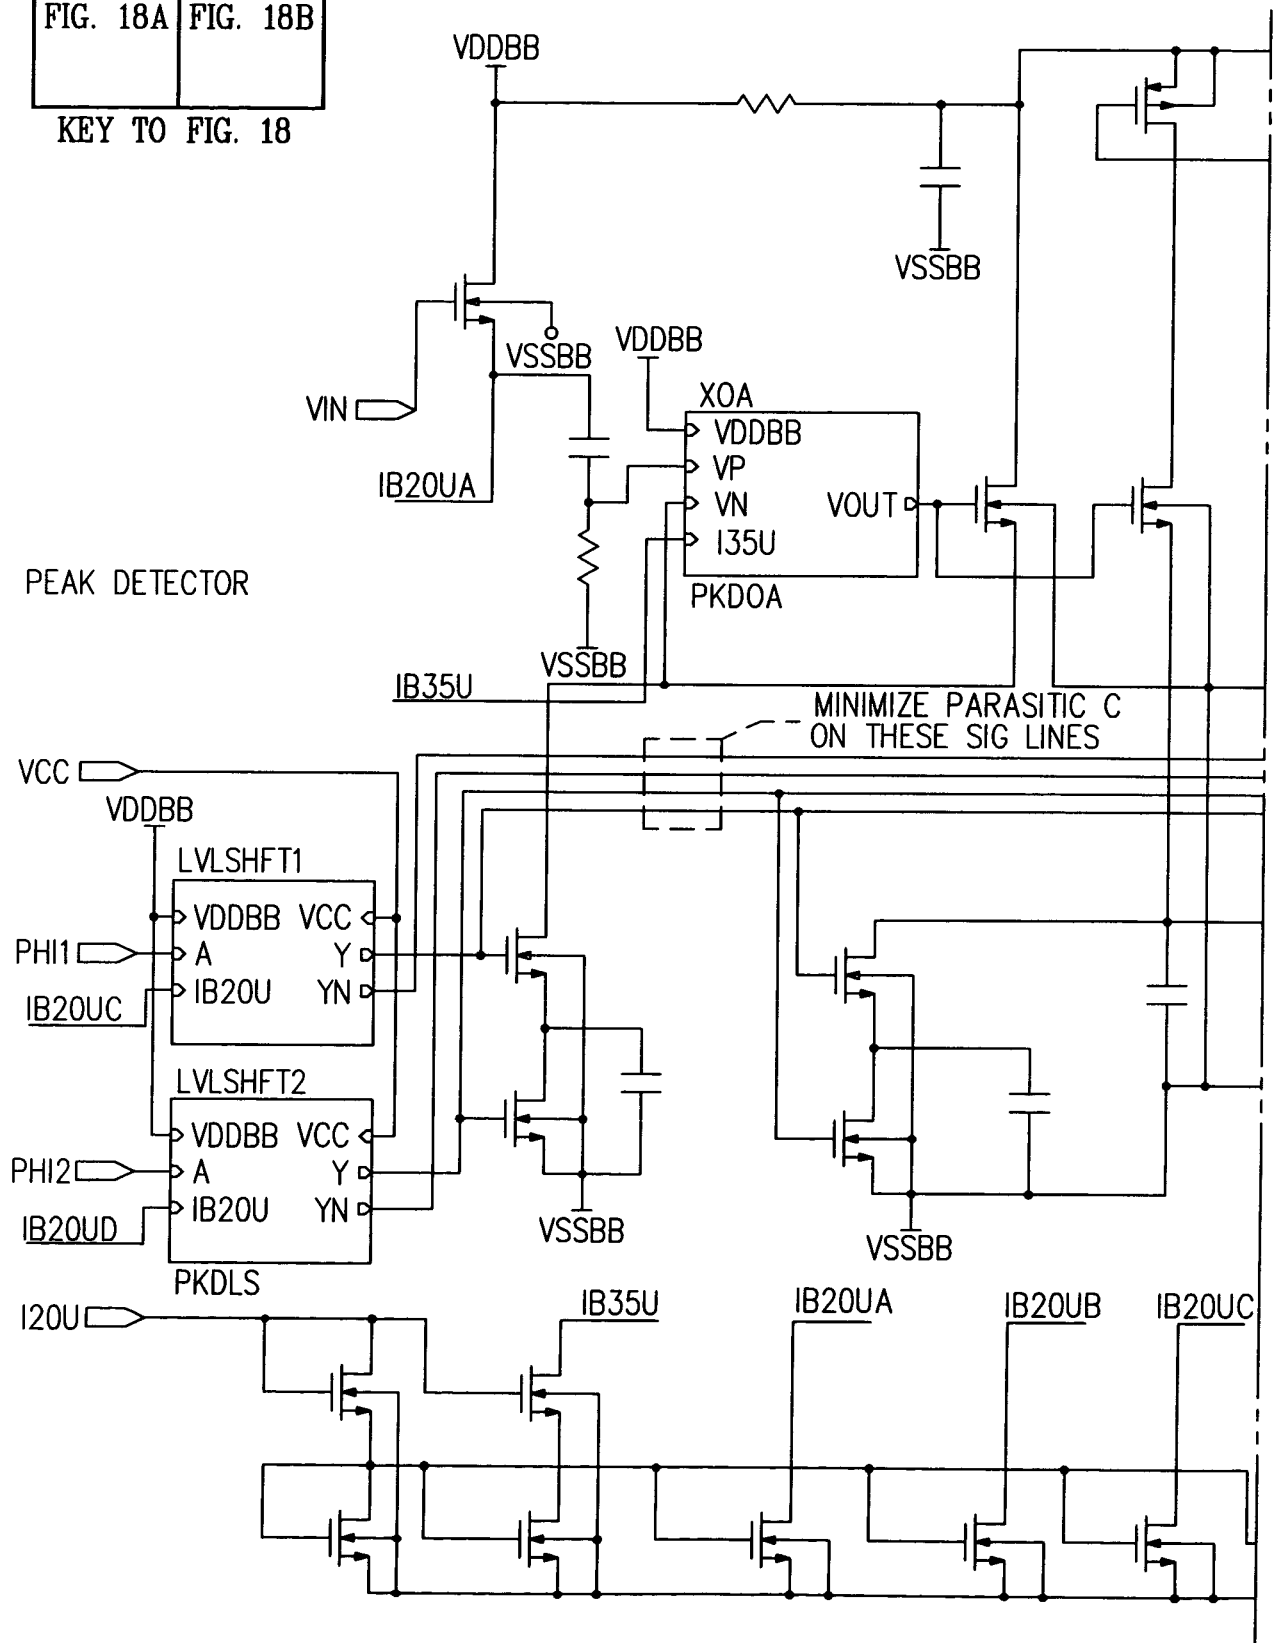 FIG. 18A FIG. 18B
KEY TO FIG. 18
VDDBB
VSSBB
VSSBB
VDDBB
VIN
XOA
VDDBB
VP
VN
I35U
VOUT
PKDOA
IB20UA
PEAK DETECTOR
VSSBB
IB35U
MINIMIZE PARASITIC C
ON THESE SIG LINES
VCC
VDDBB
LVLSHFT1
VDDBB VCC
PHI1 A Y
IB20UC IB20U YN
LVLSHFT2
VDDBB VCC
PHI2 A Y
IB20UD IB20U YN
PKDLS
VSSBB
VSSBB
I20U
IB35U
IB20UA
IB20UB
IB20UC